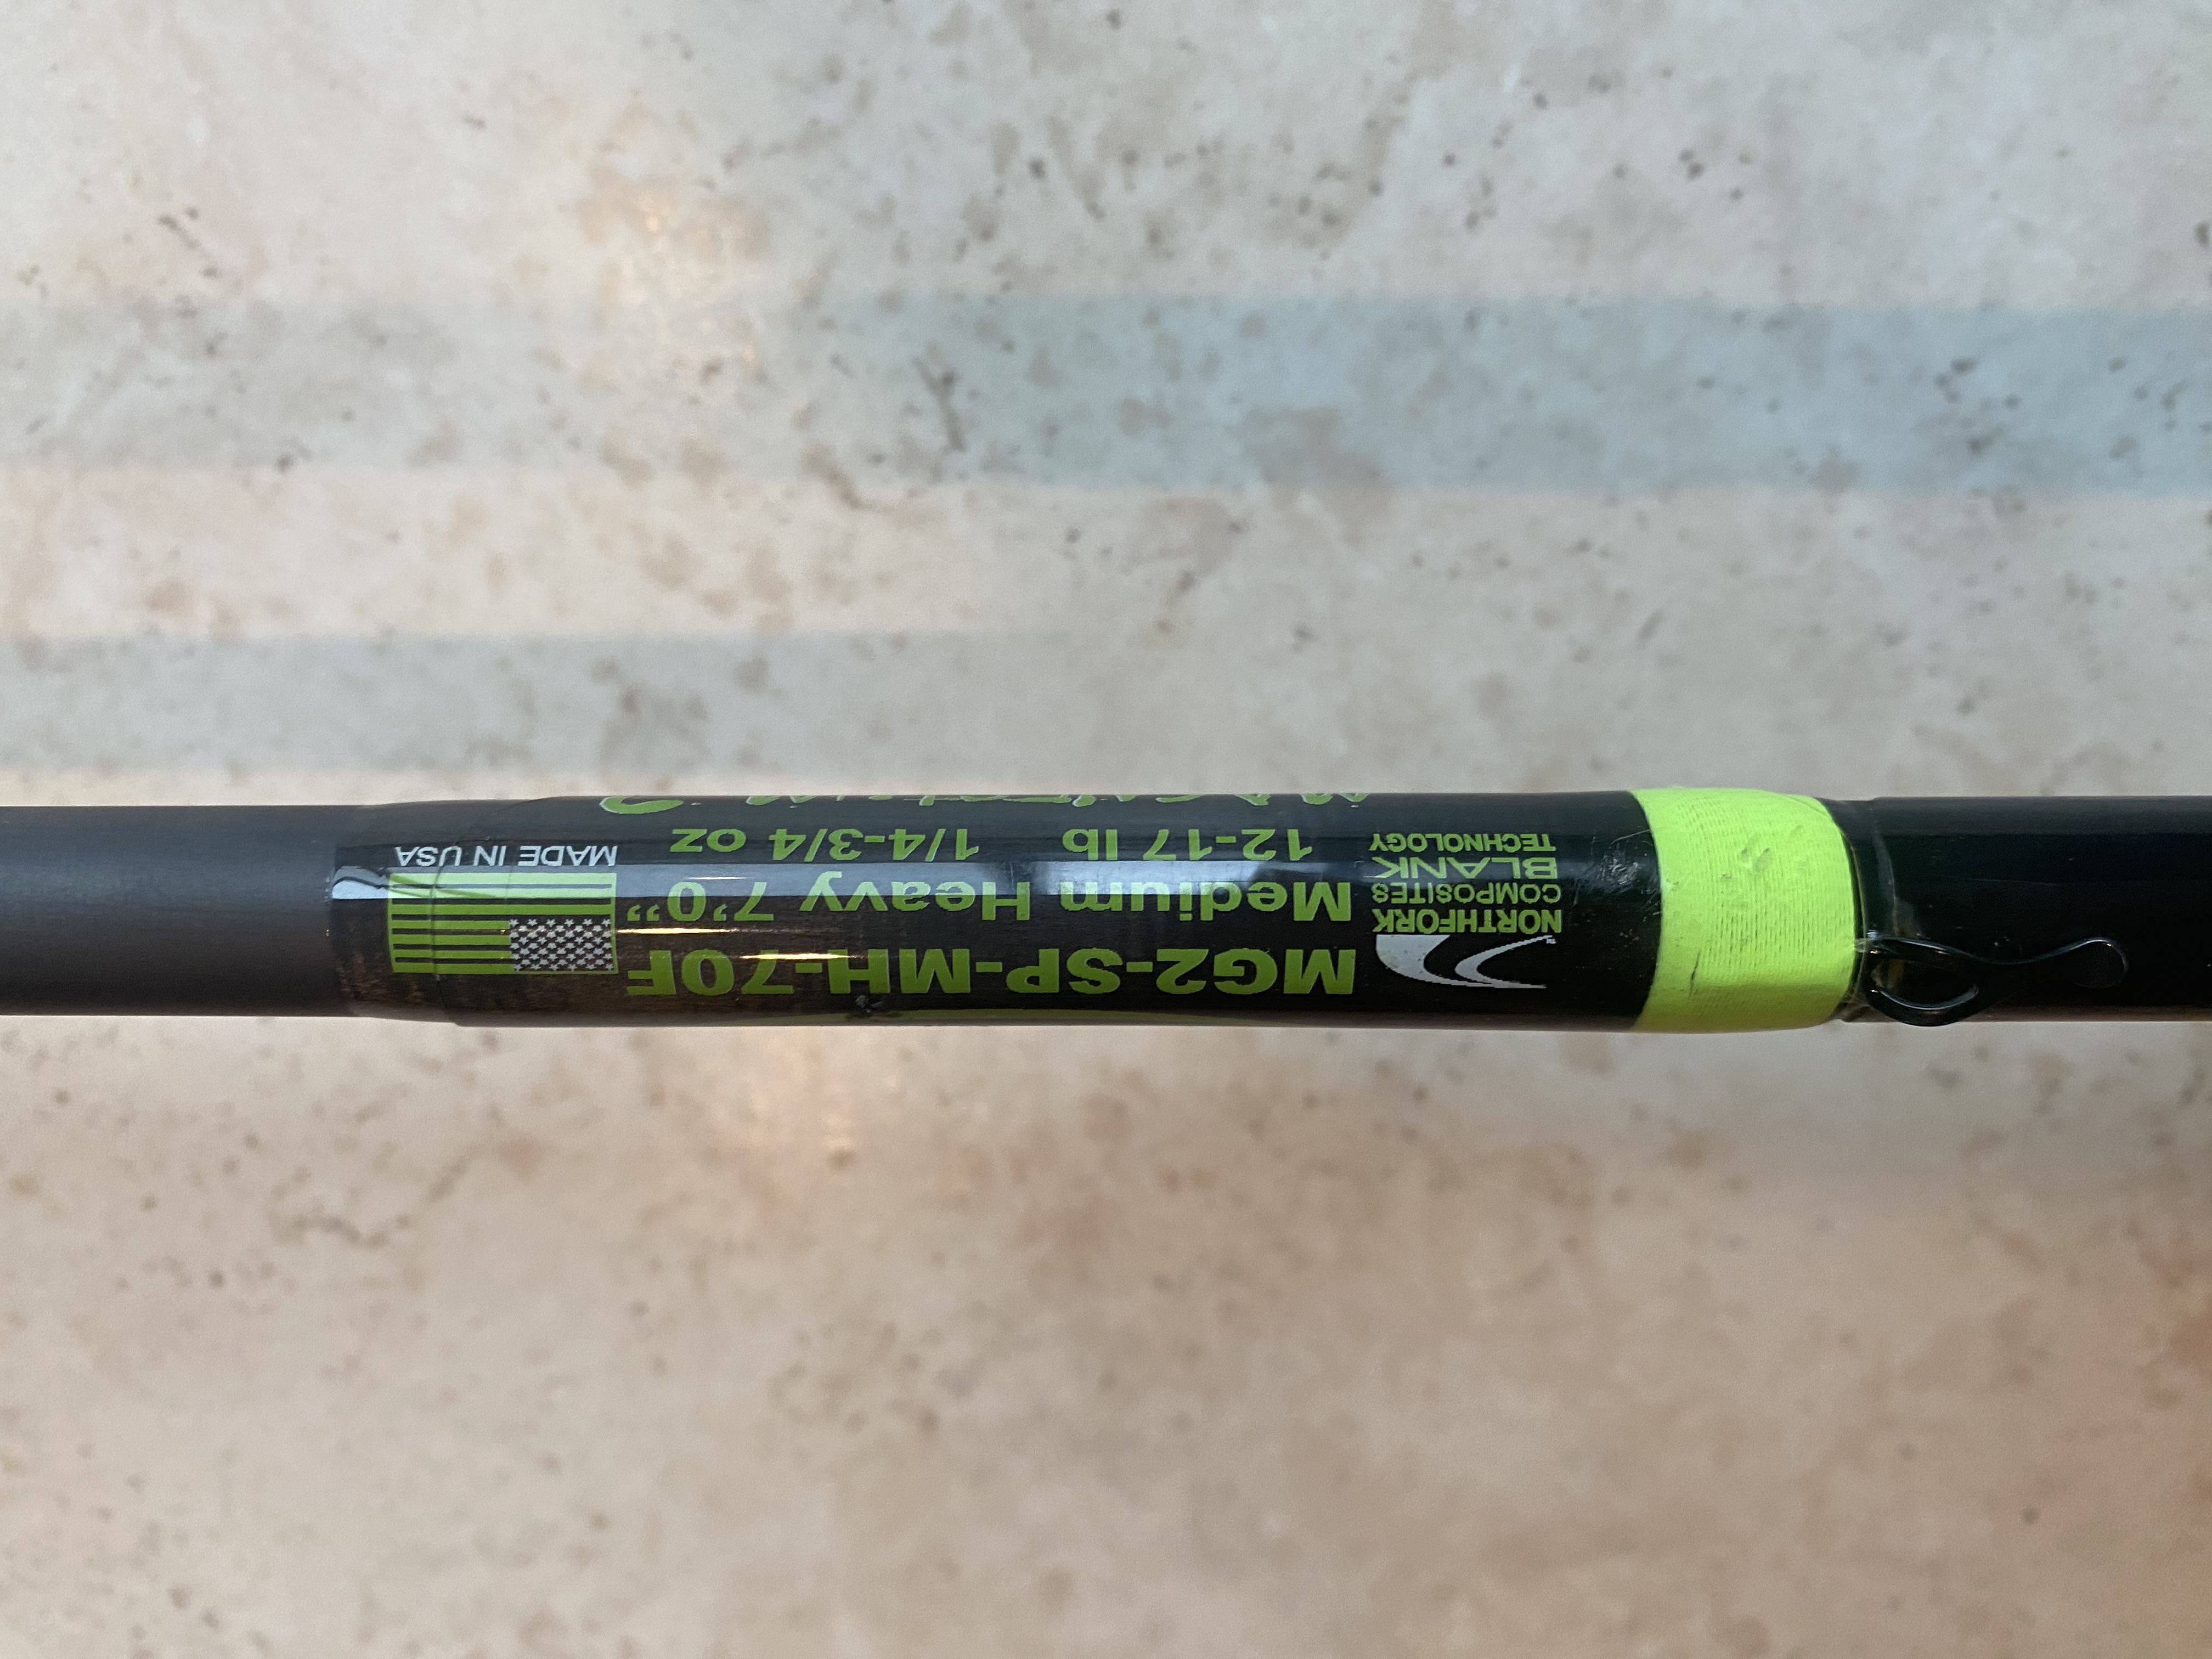 NORTHFORK
COMPOSITES
BLANK
TECHNOLOGY
MG2-SP-MH-70F
Medium Heavy 7’0”
12-17 lb 1/4-3/4 oz
MADE IN USA